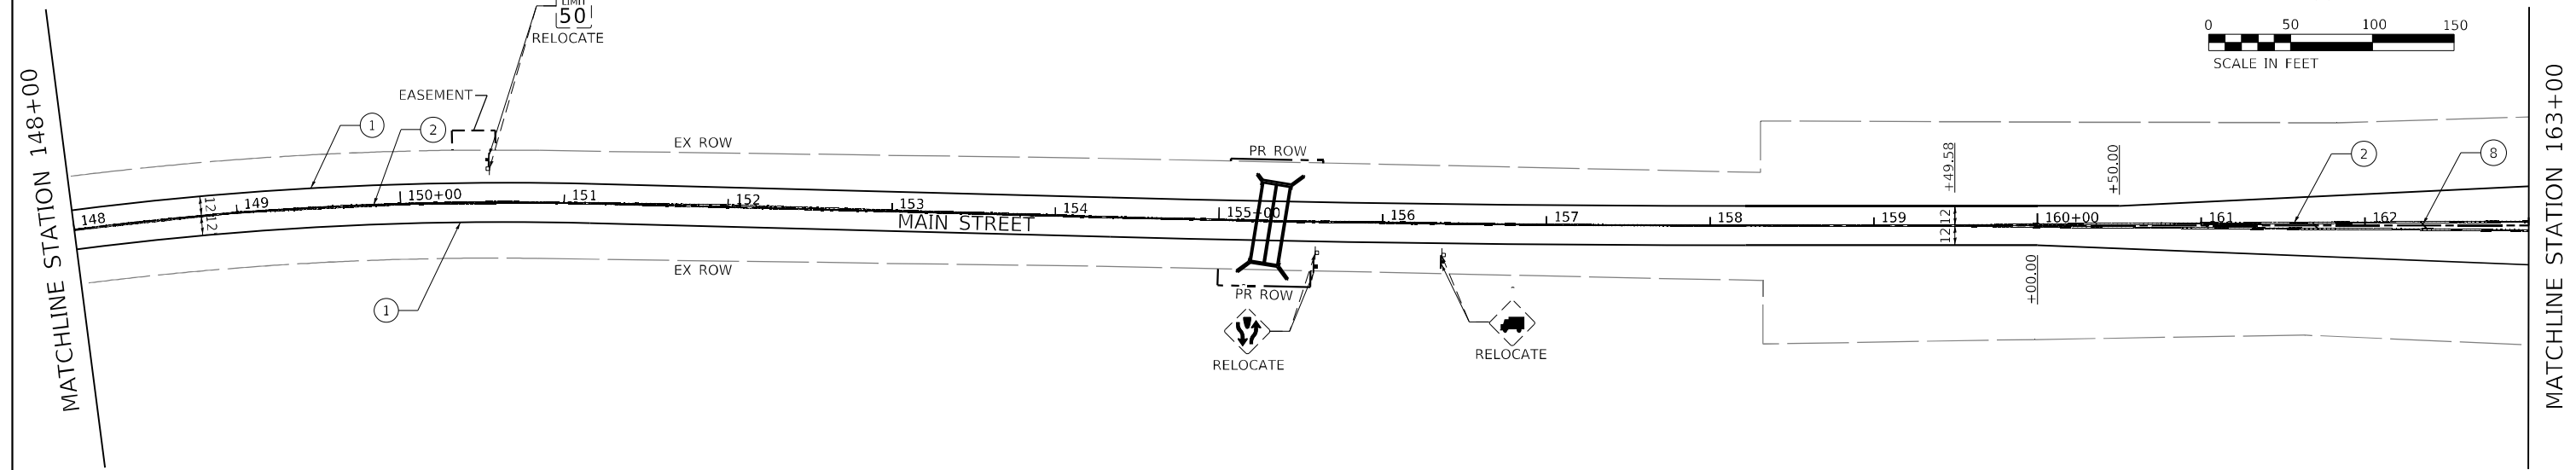 LIMIT
50
RELOCATE
0 50 100 150
SCALE IN FEET
MATCHLINE STATION 148+00
EASEMENT
1
2
EX ROW
PR ROW
+49.58
+50.00
2
8
148
149
150+00
151
152
153
154
155+00
156
157
158
159
160+00
161
162
12'
12'
MAIN STREET
12
12
EX ROW
1
PR ROW
+00.00
RELOCATE
RELOCATE
MATCHLINE STATION 163+00